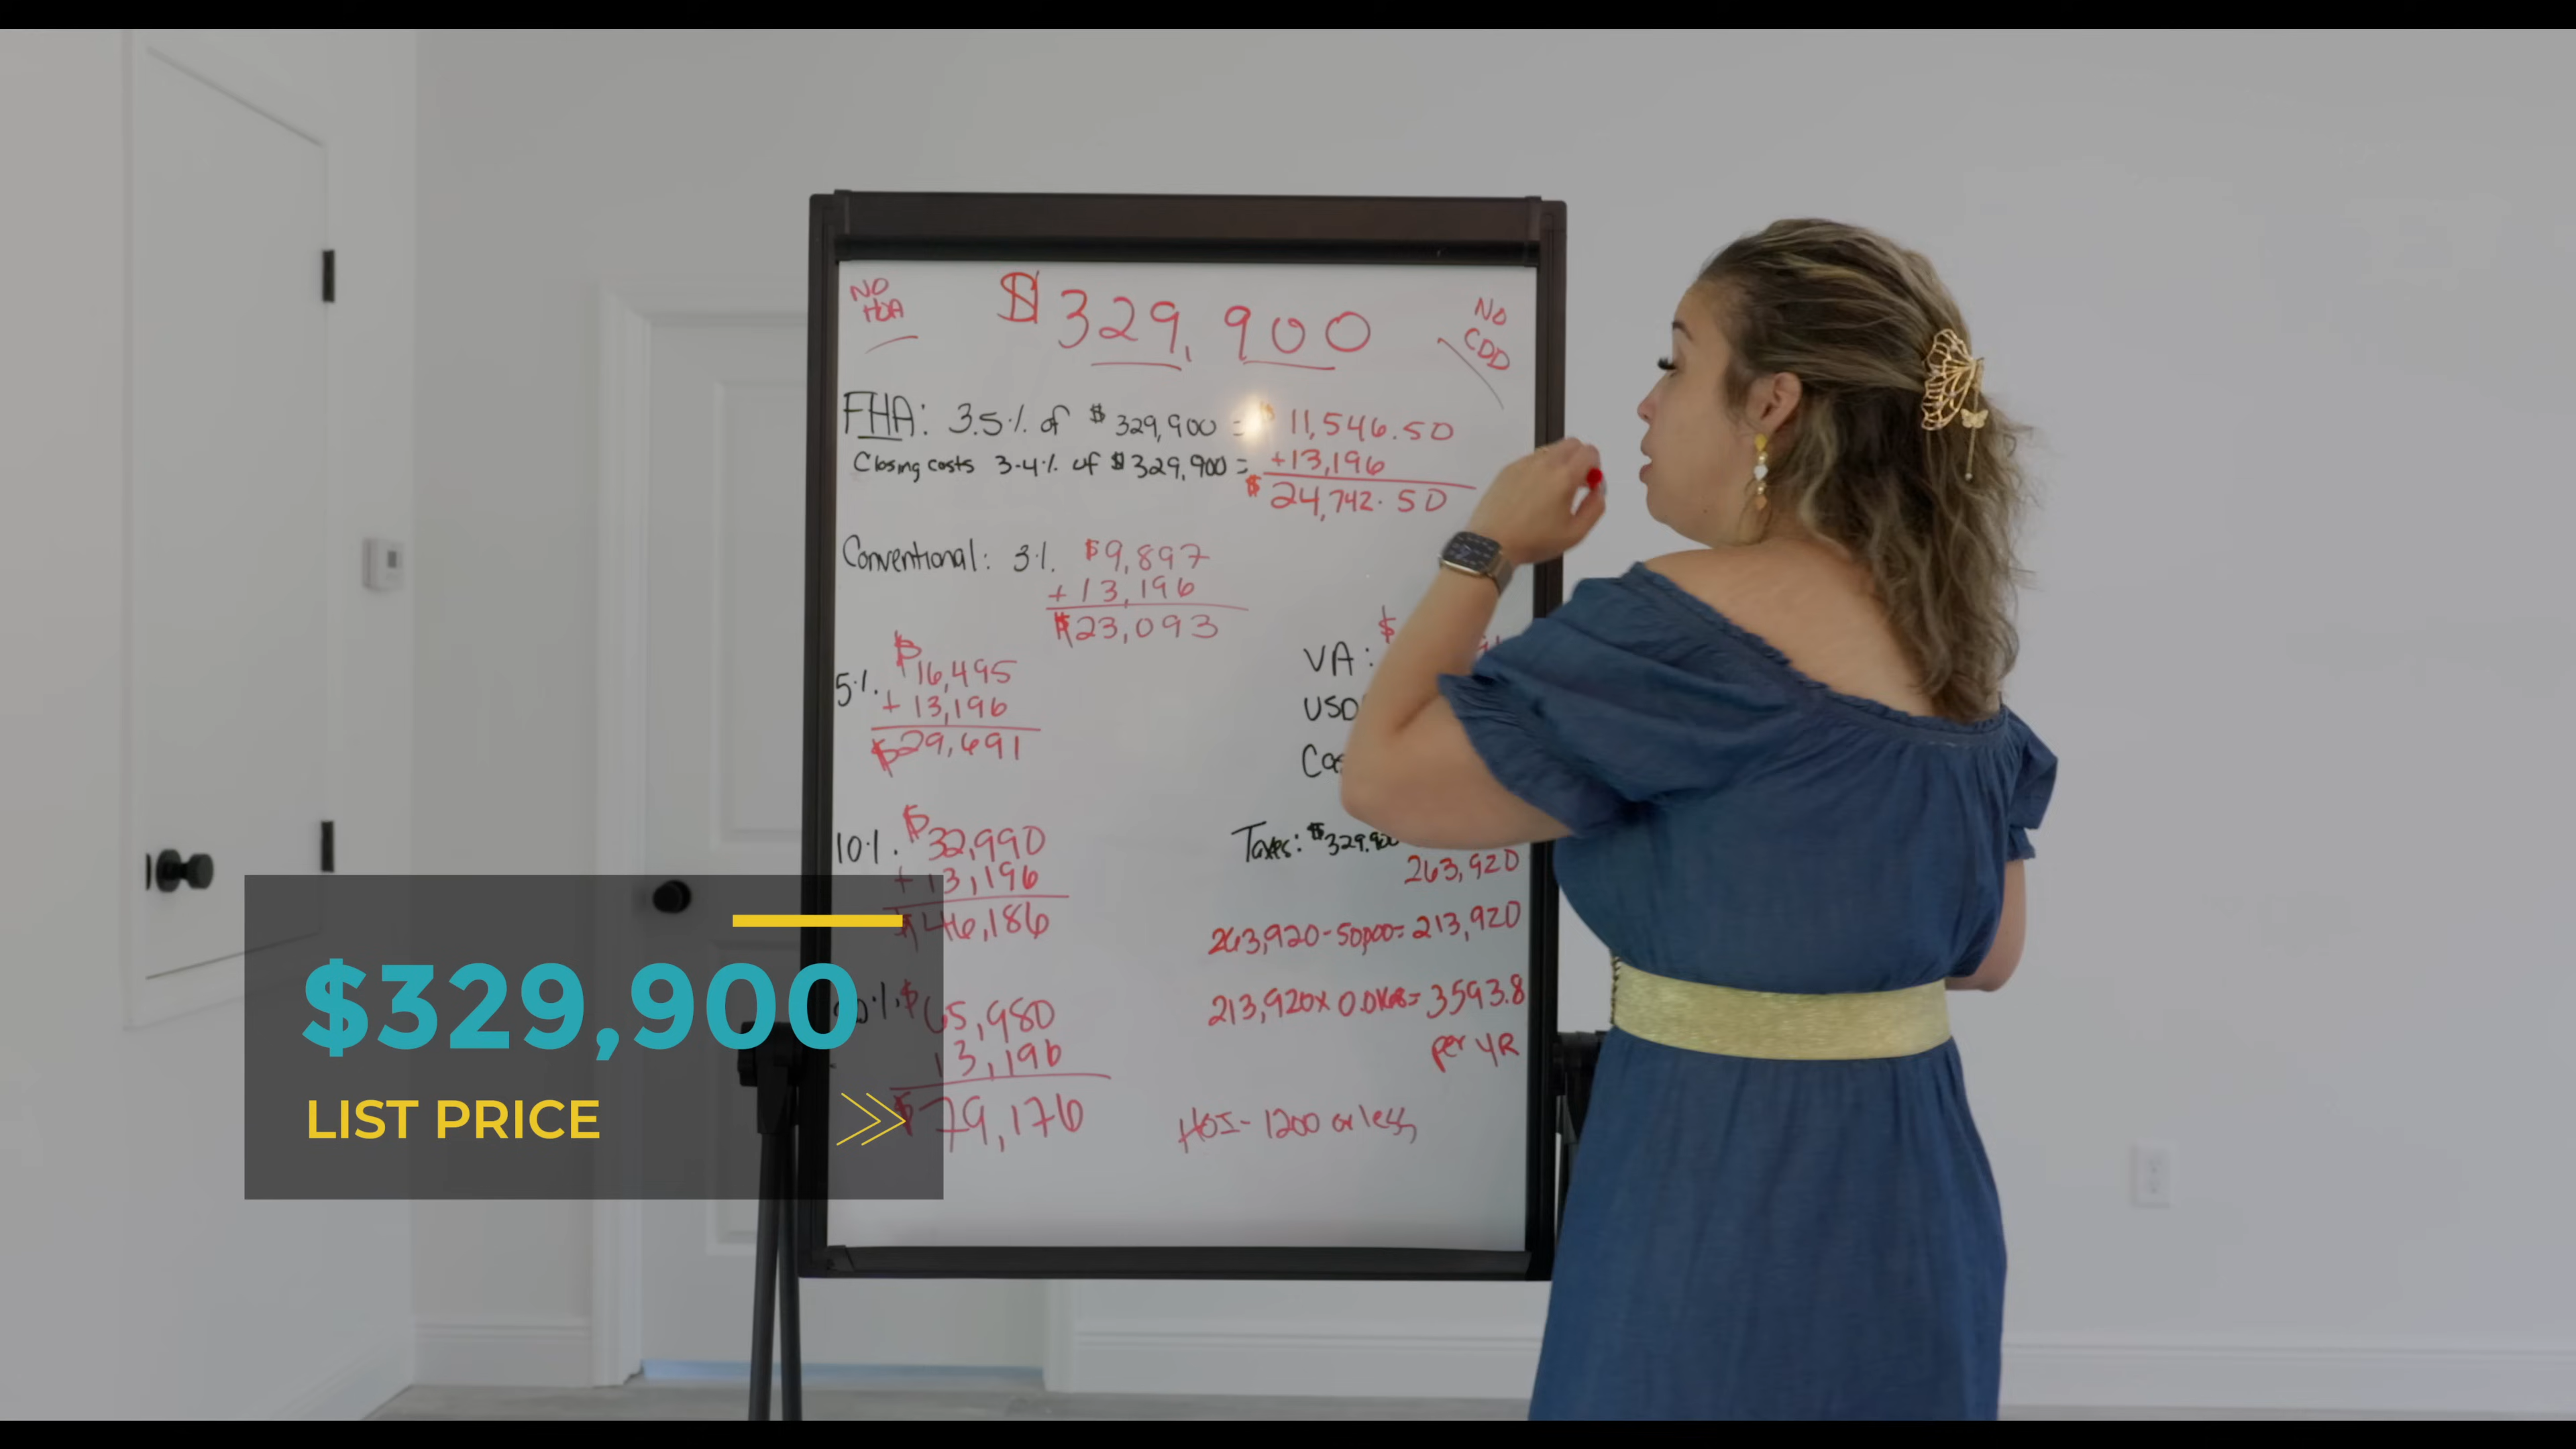 NO
HOA
$329,900
NO
CDD
FHA: 3.5% of $329,900 = $11,546.50
Closing costs 3-4% of $329,900 = +13,196
$24,742.50
Conventional: 3%. $9,897
+13,196
$23,093
5%. $16,495
+13,196
$29,691
10%. $32,990
+13,196
$46,186
$65,980
13,196
$79,176
VA: $
USD
Taxes: $329,900
263,920
263,920-50,000=213,920
213,920x 0.0168=3593.8
per YR
HOI- 1200 or less
$329,900
LIST PRICE